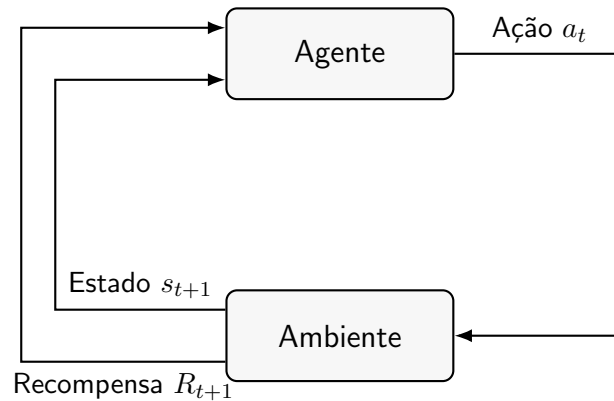 Ação $a_t$
Agente
Estado $s_{t+1}$
Ambiente
Recompensa $R_{t+1}$